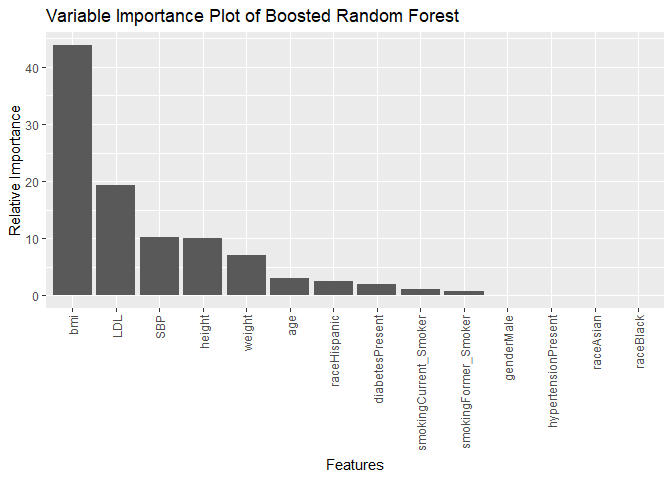 Variable Importance Plot of Boosted Random Forest
Relative Importance
40
30
20
10
0
bmi
LDL
SBP
height
weight
age
raceHispanic
diabetesPresent
smokingCurrent_Smoker
smokingFormer_Smoker
genderMale
hypertensionPresent
raceAsian
raceBlack
Features